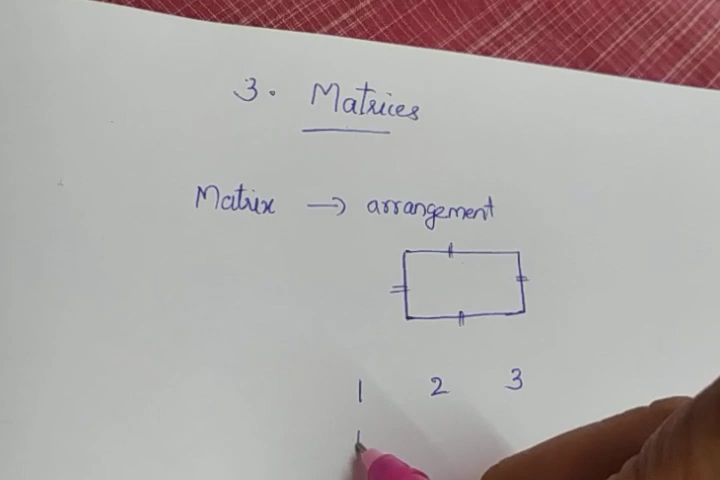 3. Matrices
Matrix → arrangement
1 2 3